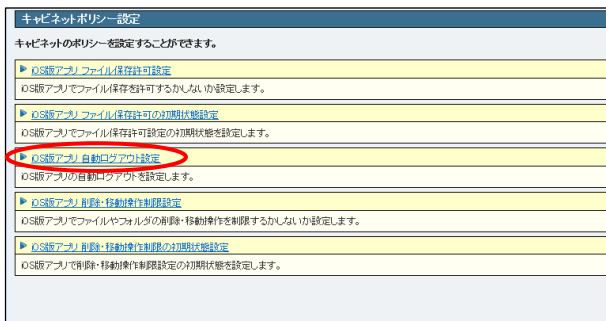 キャビネットポリシー設定
キャビネットのポリシーを設定することができます。
iOS版アプリ ファイル保存許可設定
iOS版アプリでファイル保存を許可するかしないか設定します。
iOS版アプリ ファイル保存許可の初期状態設定
iOS版アプリでファイル保存許可設定の初期状態を設定します。
iOS版アプリ 自動ログアウト設定
iOS版アプリの自動ログアウトを設定します。
iOS版アプリ 削除・移動操作制限設定
iOS版アプリでファイルやフォルダの削除・移動操作を制限するかしないか設定します。
iOS版アプリ 削除・移動操作制限の初期状態設定
iOS版アプリで削除・移動操作制限設定の初期状態を設定します。